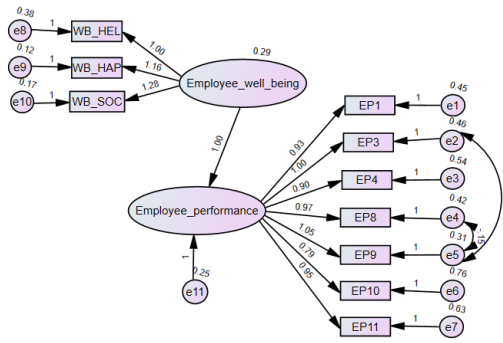 0.38
e8
1
WB_HEL
0.12
e9
1
WB_HAP
0.17
e10
1
WB_SOC
1.00
1.16
1.28
0.29
Employee_well_being
1.00
Employee_performance
1
0.25
e11
0.93
1.00
0.90
0.97
1.05
0.79
0.95
EP1
1
0.45
e1
EP3
1
0.46
e2
EP4
1
0.54
e3
EP8
1
0.42
e4
EP9
1
0.31
e5
EP10
1
0.76
e6
EP11
1
0.63
e7